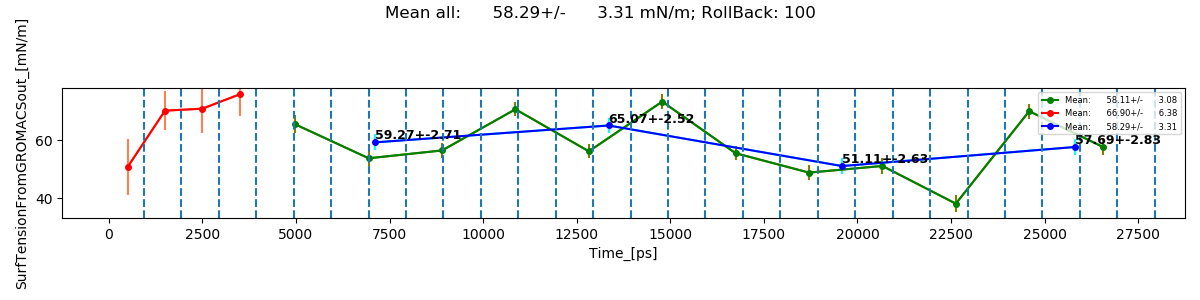 Mean all:      58.29+/-      3.31 mN/m; RollBack: 100
SurfTensionFromGROMACSout_[mN/m]
60
40
59.27+-2.71
65.07+-2.52
51.11+-2.63
57.69+-2.83
Mean:      58.11+/-      3.08
Mean:      66.90+/-      6.38
Mean:      58.29+/-      3.31
0 2500 5000 7500 10000 12500 15000 17500 20000 22500 25000 27500
Time_[ps]